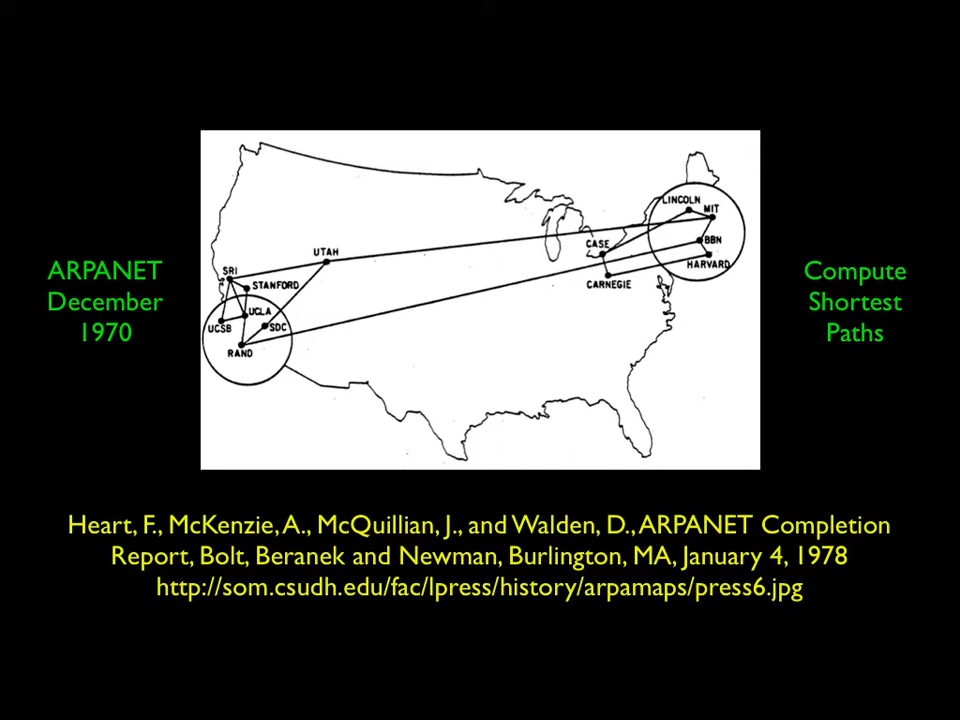 ARPANET
December
1970
LINCOLN
MIT
CASE
BBN
UTAH
HARVARD
SRI
STANFORD
CARNEGIE
UCLA
UCSB
SDC
RAND
Compute
Shortest
Paths
Heart, F., McKenzie, A., McQuillian, J., and Walden, D., ARPANET Completion
Report, Bolt, Beranek and Newman, Burlington, MA, January 4, 1978
http://som.csudh.edu/fac/lpress/history/arpamaps/press6.jpg